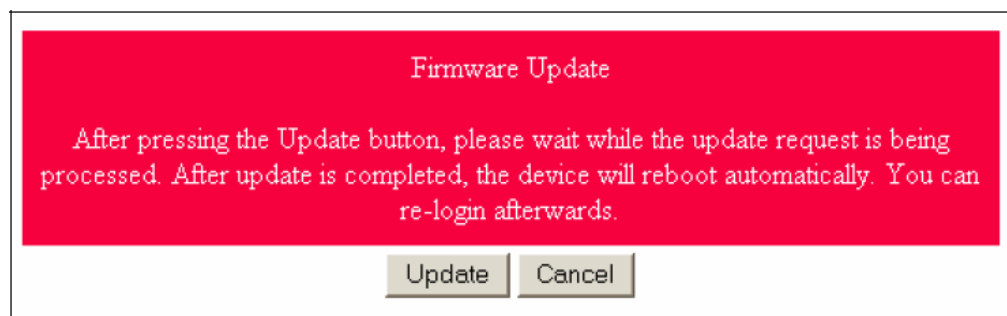 Firmware Update
After pressing the Update button, please wait while the update request is being
processed. After update is completed, the device will reboot automatically. You can
re-login afterwards.
Update Cancel